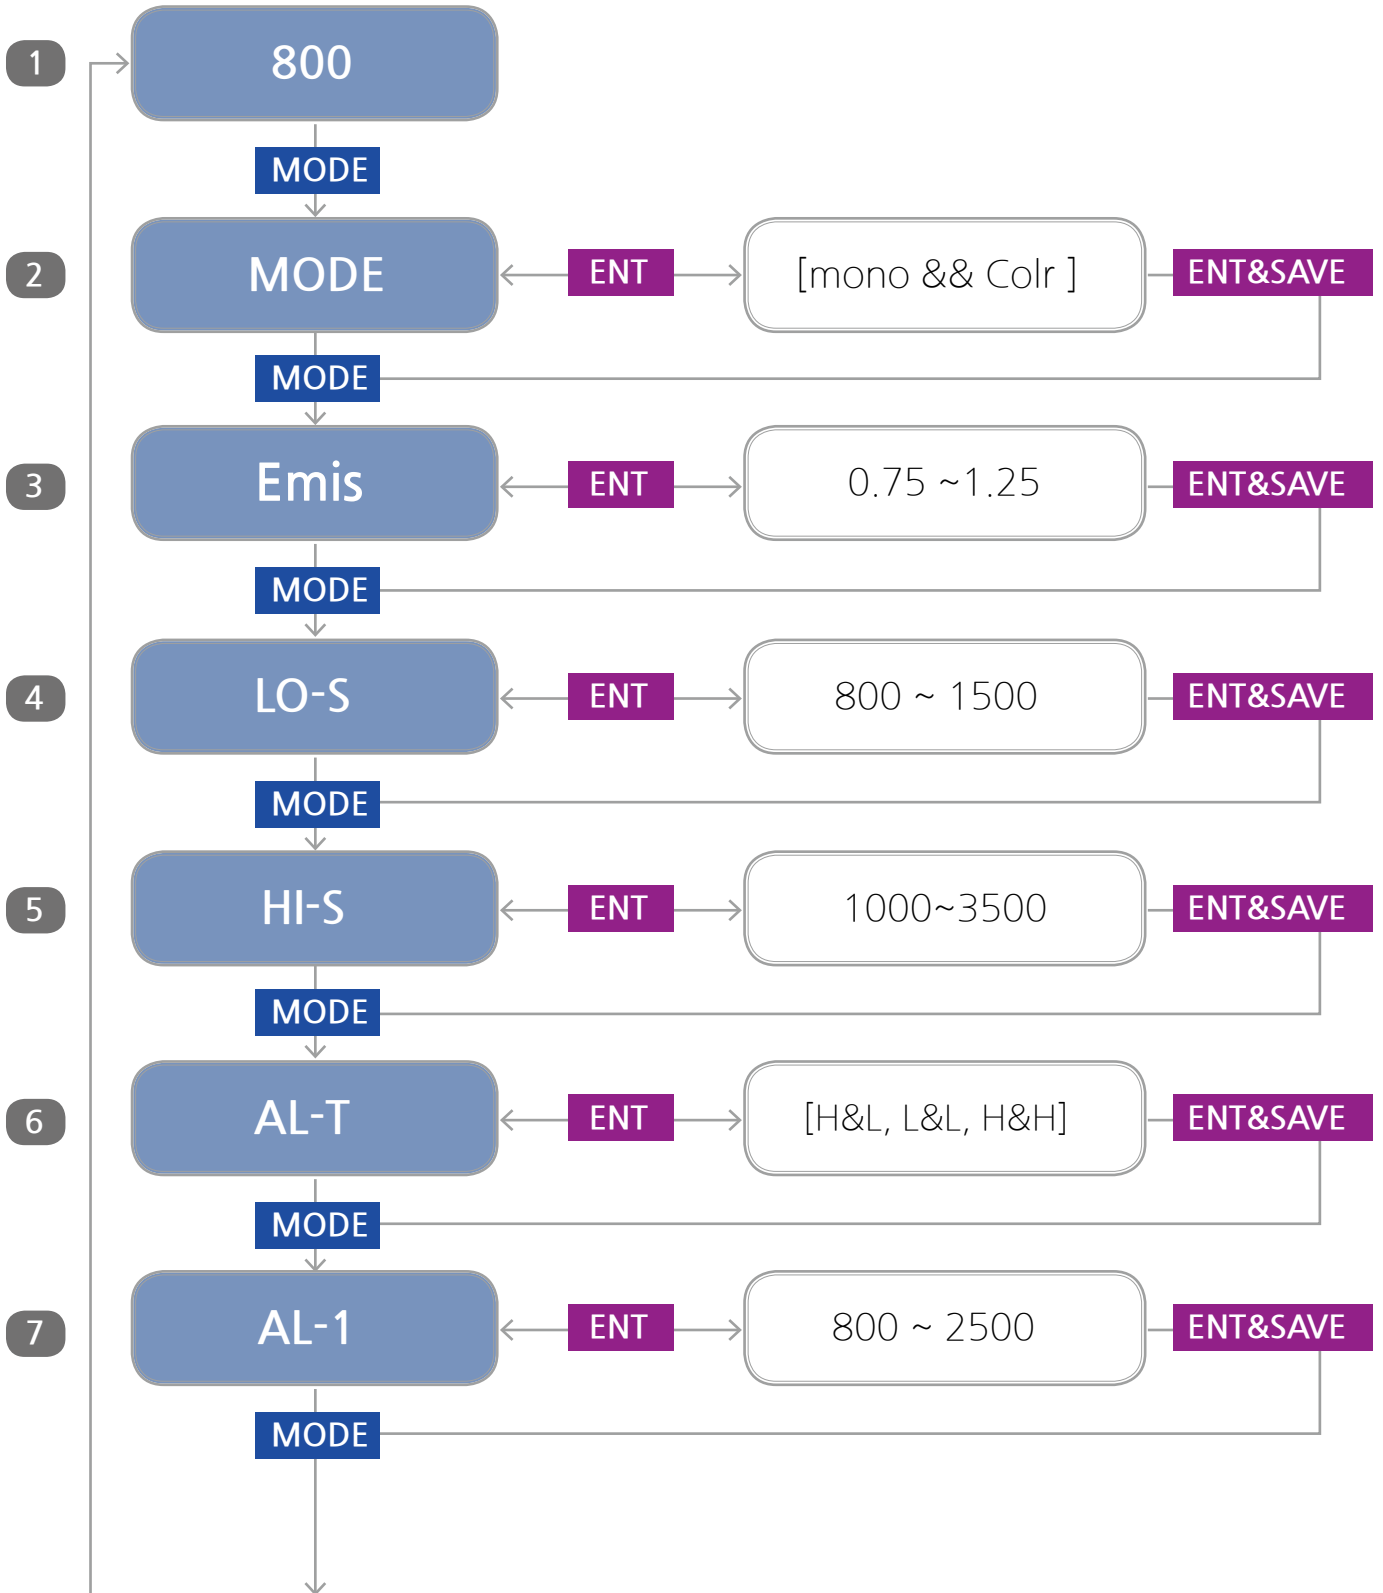 1
800
MODE
2
MODE
ENT
[mono && Colr ]
ENT&SAVE
MODE
3
Emis
ENT
0.75 ~1.25
ENT&SAVE
MODE
4
LO-S
ENT
800 ~ 1500
ENT&SAVE
MODE
5
HI-S
ENT
1000~3500
ENT&SAVE
MODE
6
AL-T
ENT
[H&L, L&L, H&H]
ENT&SAVE
MODE
7
AL-1
ENT
800 ~ 2500
ENT&SAVE
MODE